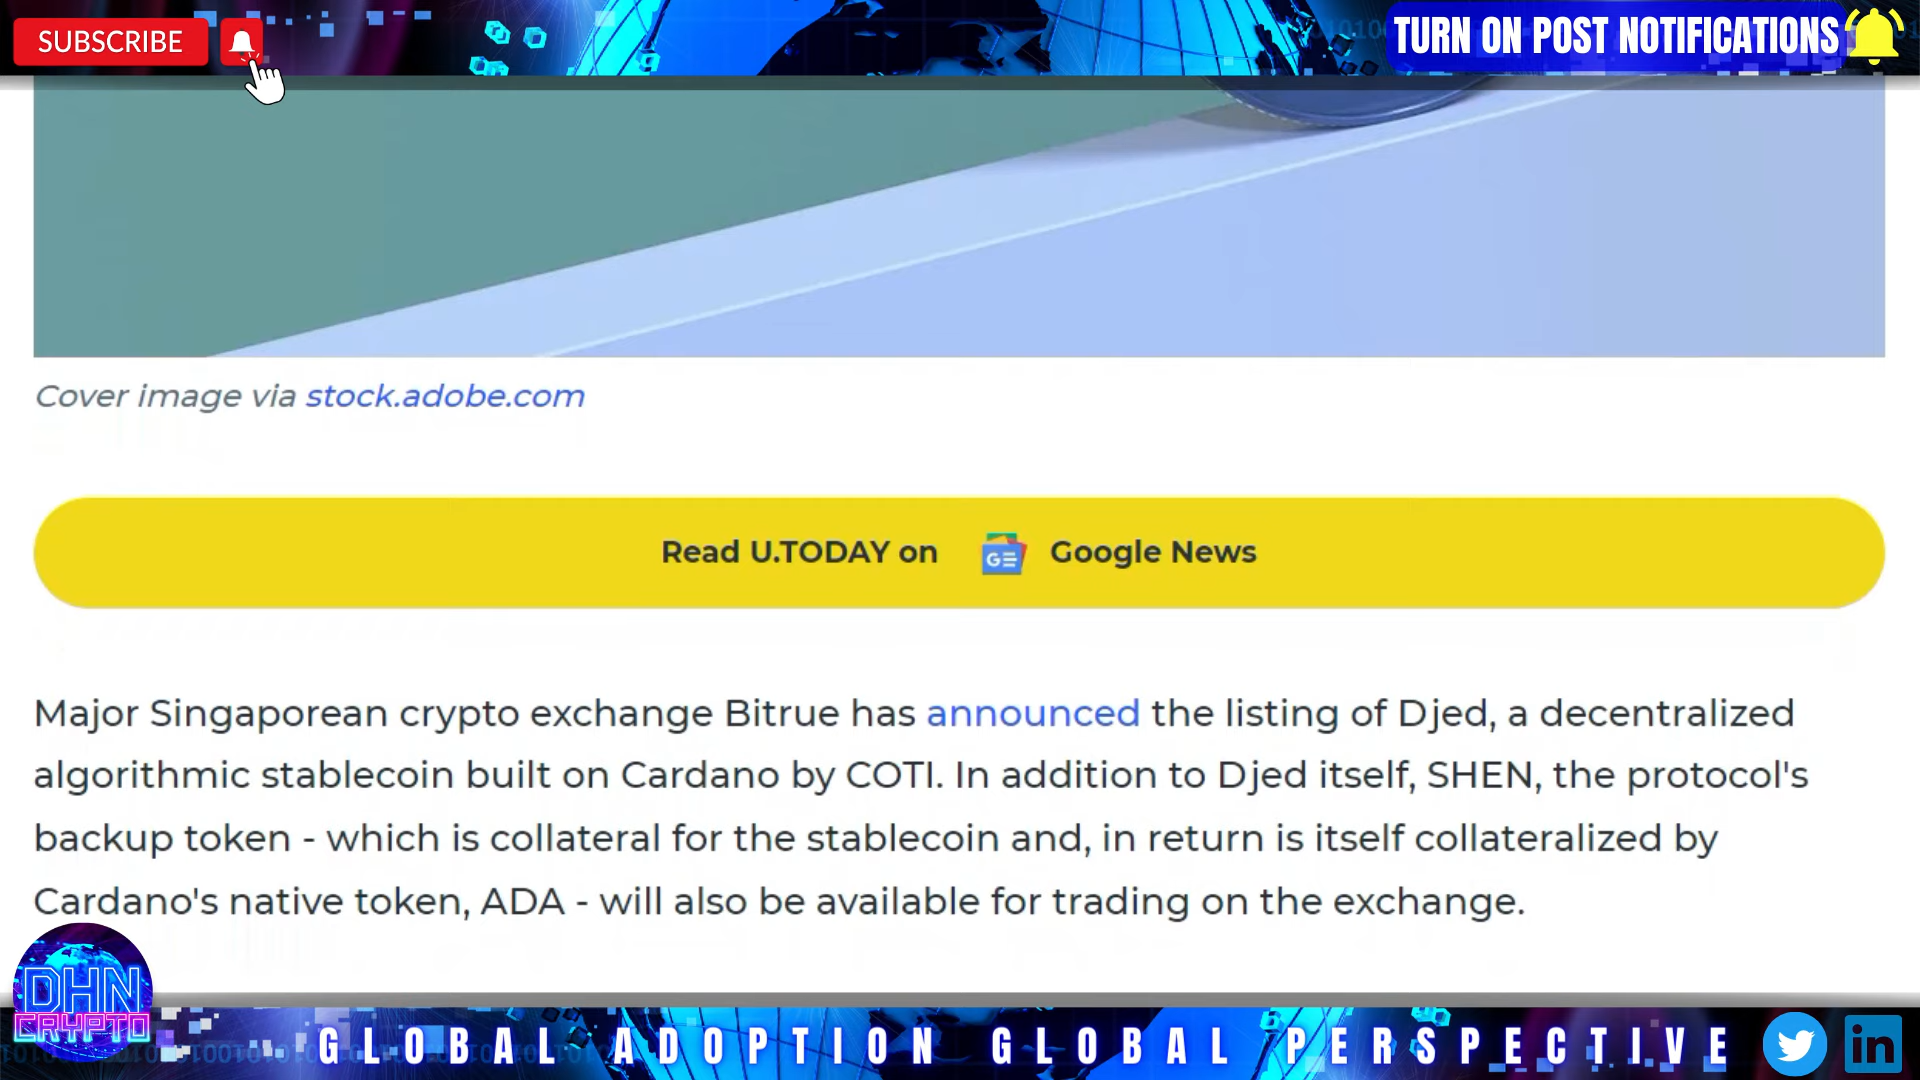 SUBSCRIBE
TURN ON POST NOTIFICATIONS
Cover image via stock.adobe.com
Read U.TODAY on GE Google News
Major Singaporean crypto exchange Bitrue has announced the listing of Djed, a decentralized
algorithmic stablecoin built on Cardano by COTI. In addition to Djed itself, SHEN, the protocol's
backup token - which is collateral for the stablecoin and, in return is itself collateralized by
Cardano's native token, ADA - will also be available for trading on the exchange.
DHN
CRYPTO
GLOBAL ADOPTION GLOBAL PERSPECTIVE
in